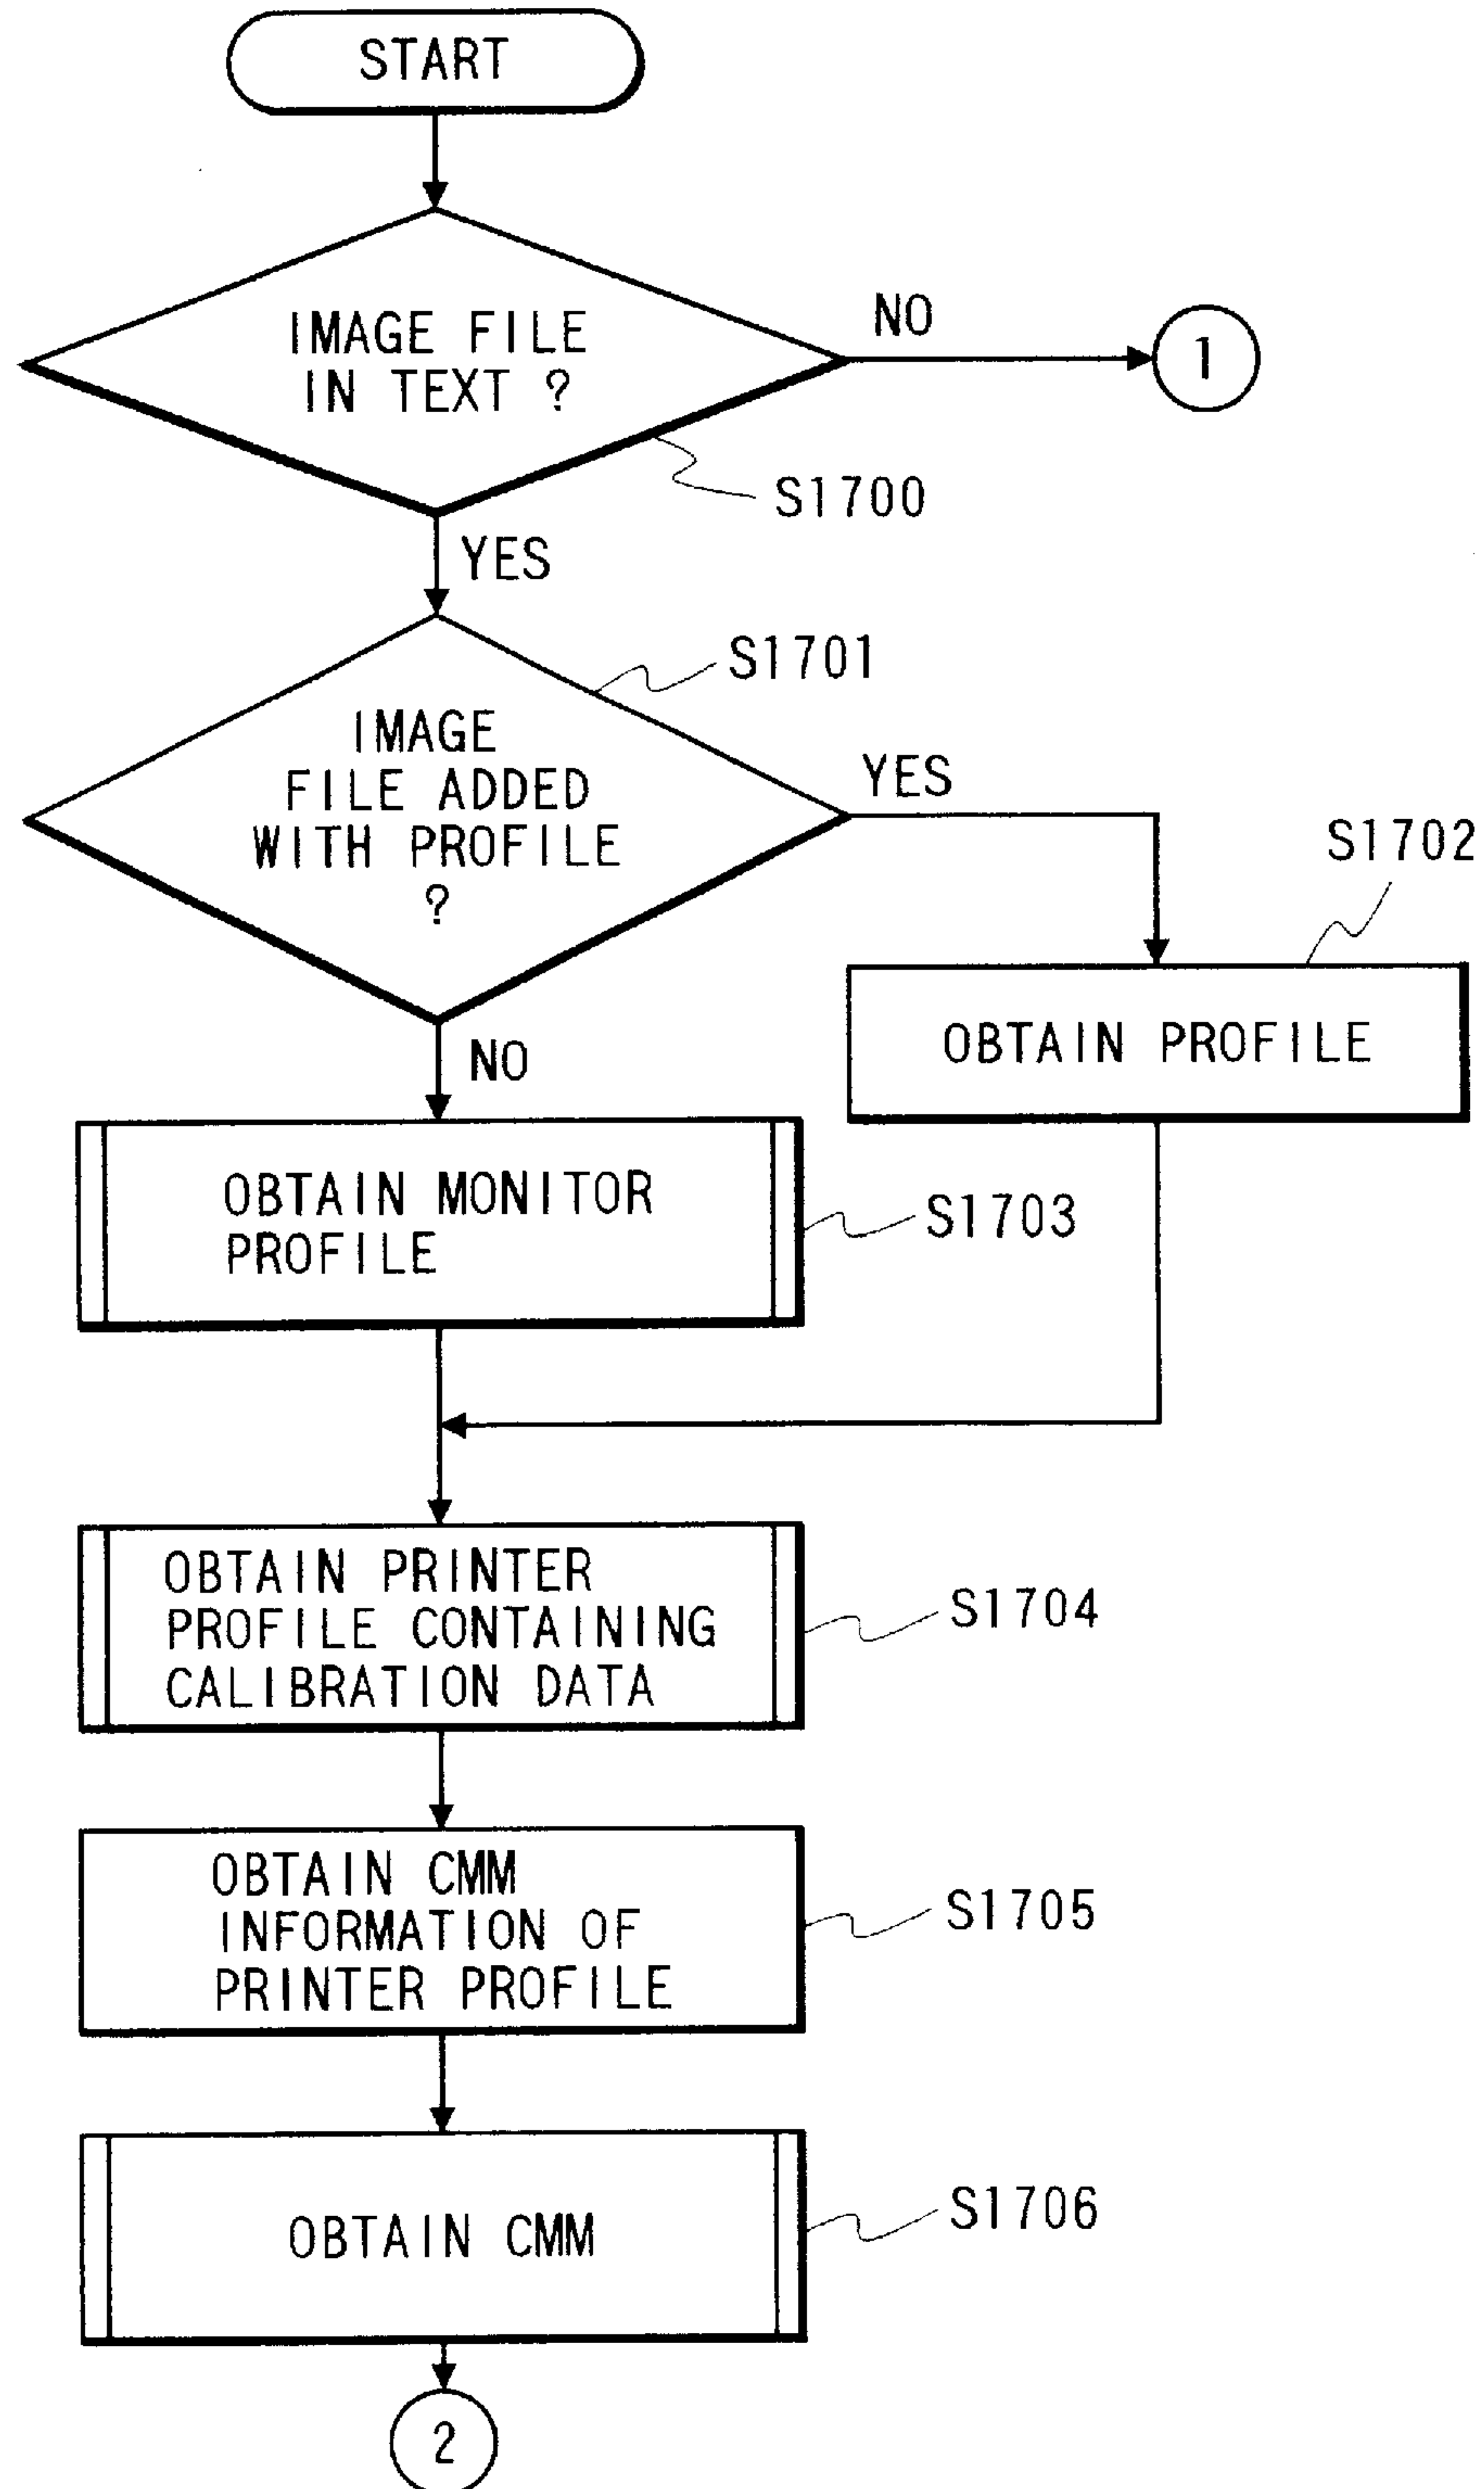 START
IMAGE FILE
IN TEXT ?
NO
1
S1700
YES
S1701
IMAGE
FILE ADDED
WITH PROFILE
?
YES
S1702
OBTAIN PROFILE
NO
OBTAIN MONITOR
PROFILE
S1703
OBTAIN PRINTER
PROFILE CONTAINING
CALIBRATION DATA
S1704
OBTAIN CMM
INFORMATION OF
PRINTER PROFILE
S1705
OBTAIN CMM
S1706
2